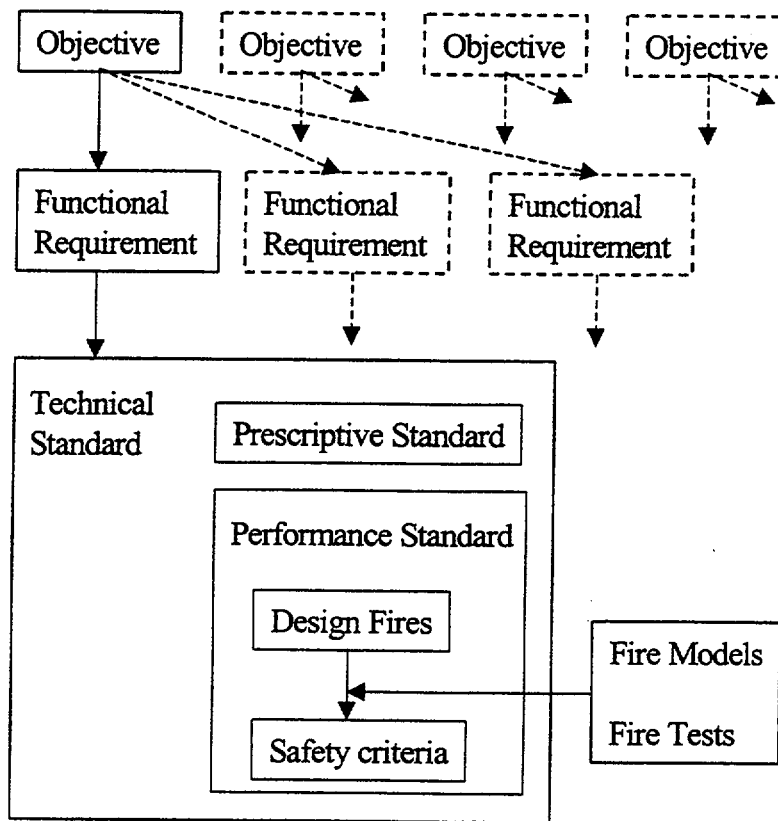 Objective
Objective
Objective
Objective
Functional
Requirement
Functional
Requirement
Functional
Requirement
Technical
Standard
Prescriptive Standard
Performance Standard
Design Fires
Safety criteria
Fire Models
Fire Tests